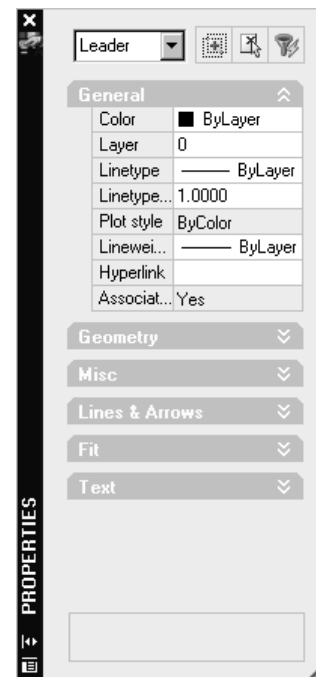 Leader
General
Color ByLayer
Layer 0
Linetype ByLayer
Linetype... 1.0000
Plot style ByColor
Linewei... ByLayer
Hyperlink
Associat... Yes
Geometry
Misc
Lines & Arrows
Fit
Text
PROPERTIES